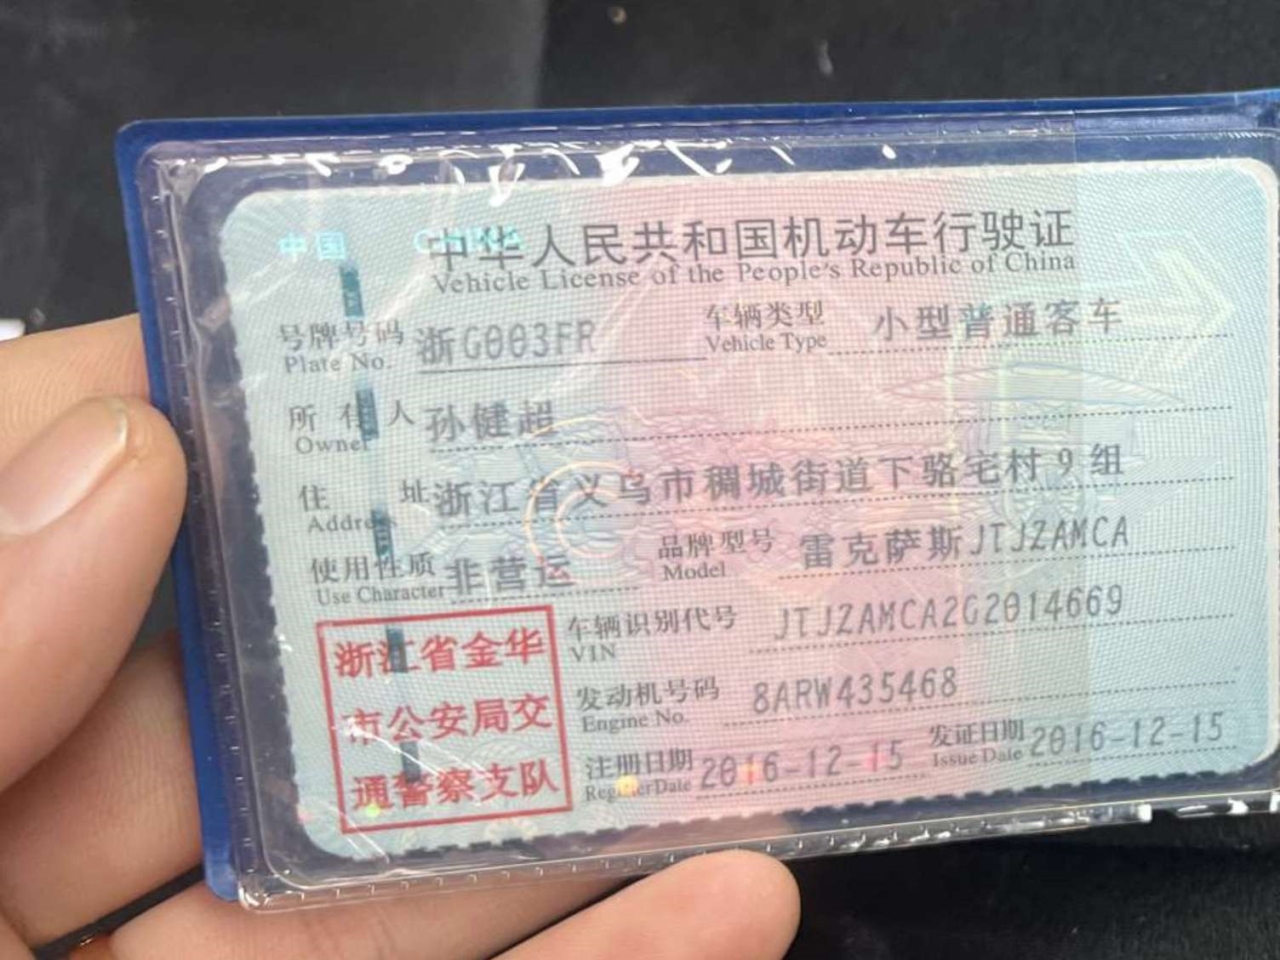 中国
中华人民共和国机动车行驶证
Vehicle License of the People's Republic of China
号牌号码 浙G003FR 车辆类型 小型普通客车
Plate No. Vehicle Type
所有人 孙健超
Owner
住址 浙江省义乌市稠城街道下骆宅村9组
Address
使用性质 非营运 品牌型号 雷克萨斯JTJZAMCA
Use Character Model
浙江省金华
市公安局交
通警察支队
车辆识别代号 JTJZAMCA2G2014669
VIN
发动机号码 8ARW435468
Engine No.
注册日期 2016-12-15 发证日期 2016-12-15
Register Date Issue Date